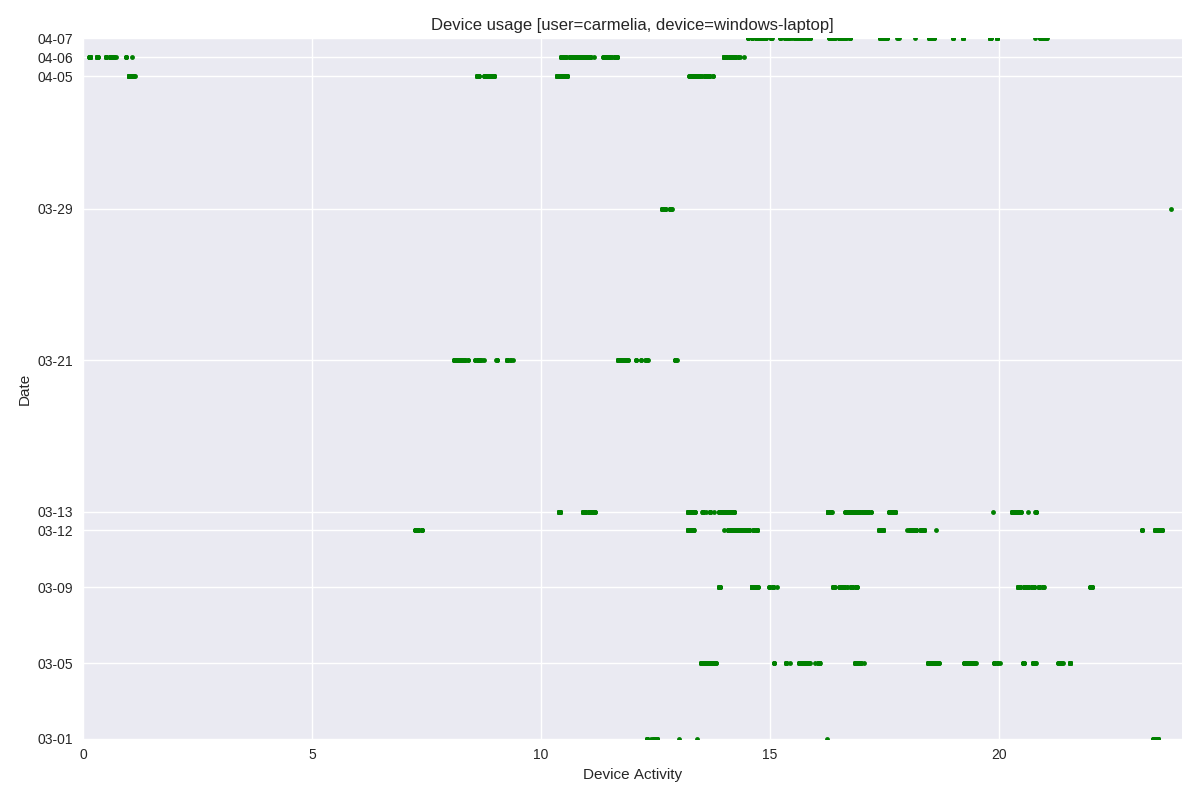 Device usage [user=carmelia, device=windows-laptop]
04-07
04-06
04-05
03-29
03-21
03-13
03-12
03-09
03-05
03-01
Date
0 5 10 15 20
Device Activity